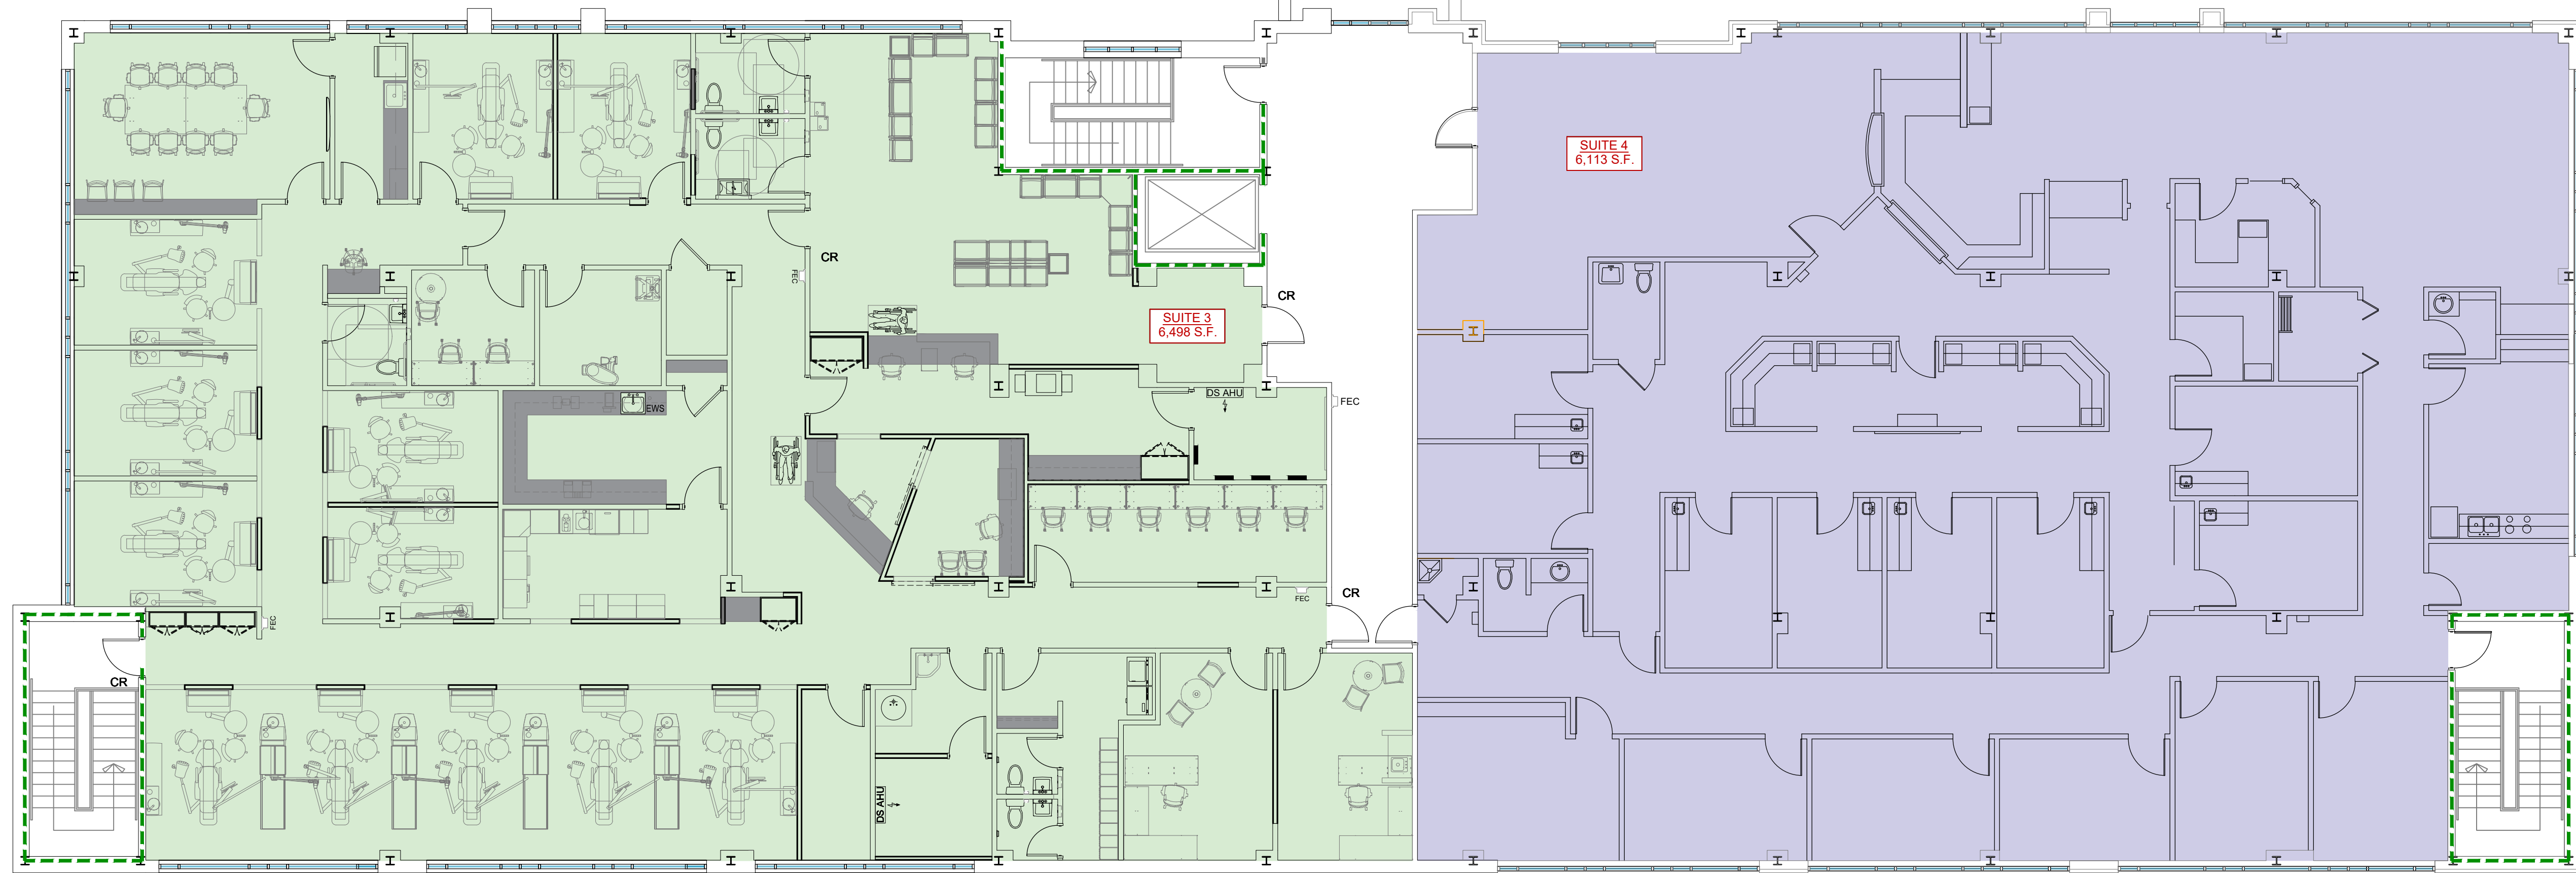 SUITE 4
6,113 S.F.
CR
FEC
CR
SUITE 3
6,498 S.F.
DS AHU
FEC
EWS
CR
FEC
FEC
CR
DS AHU